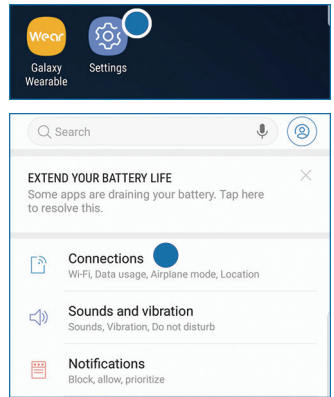 Wear
Galaxy
Wearable
Settings
Search
EXTEND YOUR BATTERY LIFE
Some apps are draining your battery. Tap here
to resolve this.
Connections
Wi-Fi, Data usage, Airplane mode, Location
Sounds and vibration
Sounds, Vibration, Do not disturb
Notifications
Block, allow, prioritize